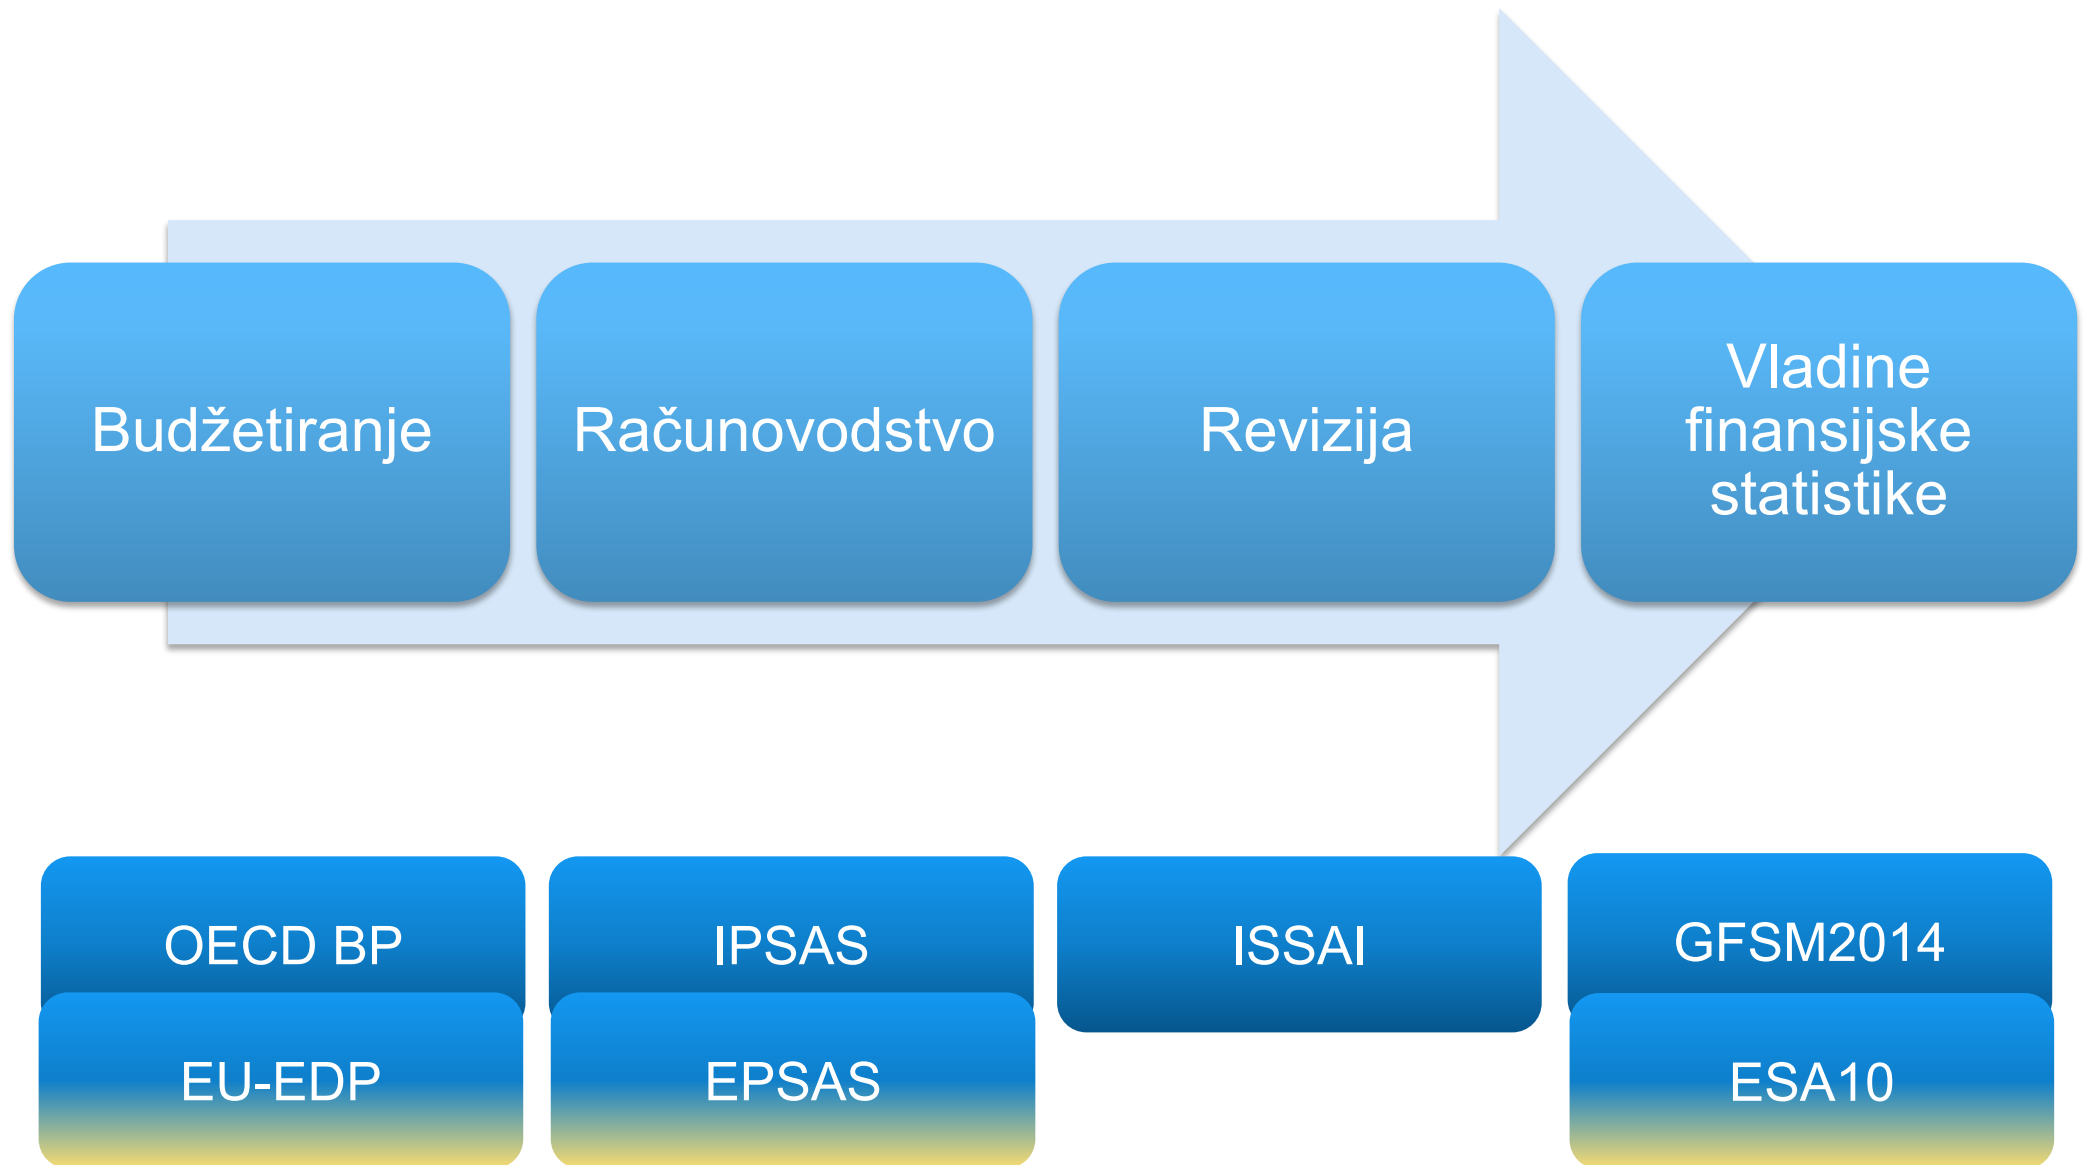 Budžetiranje
Računovodstvo
Revizija
Vladine
finansijske
statistike
OECD BP
IPSAS
ISSAI
GFSM2014
EU-EDP
EPSAS
ESA10